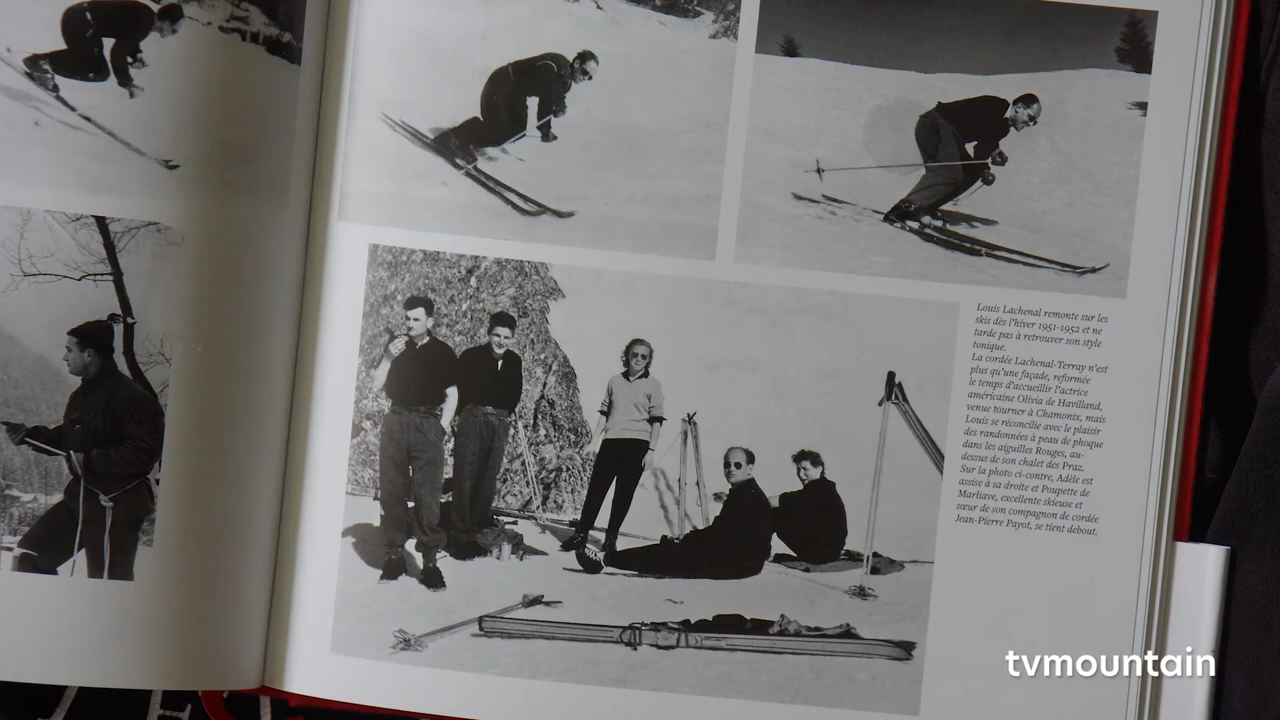 Louis Lachenal remonte sur les
skis dès l'hiver 1951-1952 et ne
tarde pas à retrouver son style
tonique.
La cordée Lachenal-Terray n'est
plus qu'une façade, reformée
le temps d'accueillir l'actrice
américaine Olivia de Havilland,
venue tourner à Chamonix, mais
Louis se réconcilie avec le plaisir
des randonnées à peau de phoque
dans les aiguilles Rouges, au-
dessus de son chalet des Praz.
Sur la photo ci-contre, Adèle est
assise à sa droite et Poupette de
Marliave, excellente skieuse et
sœur de son compagnon de cordée
Jean-Pierre Payot, se tient debout.
tvmountain